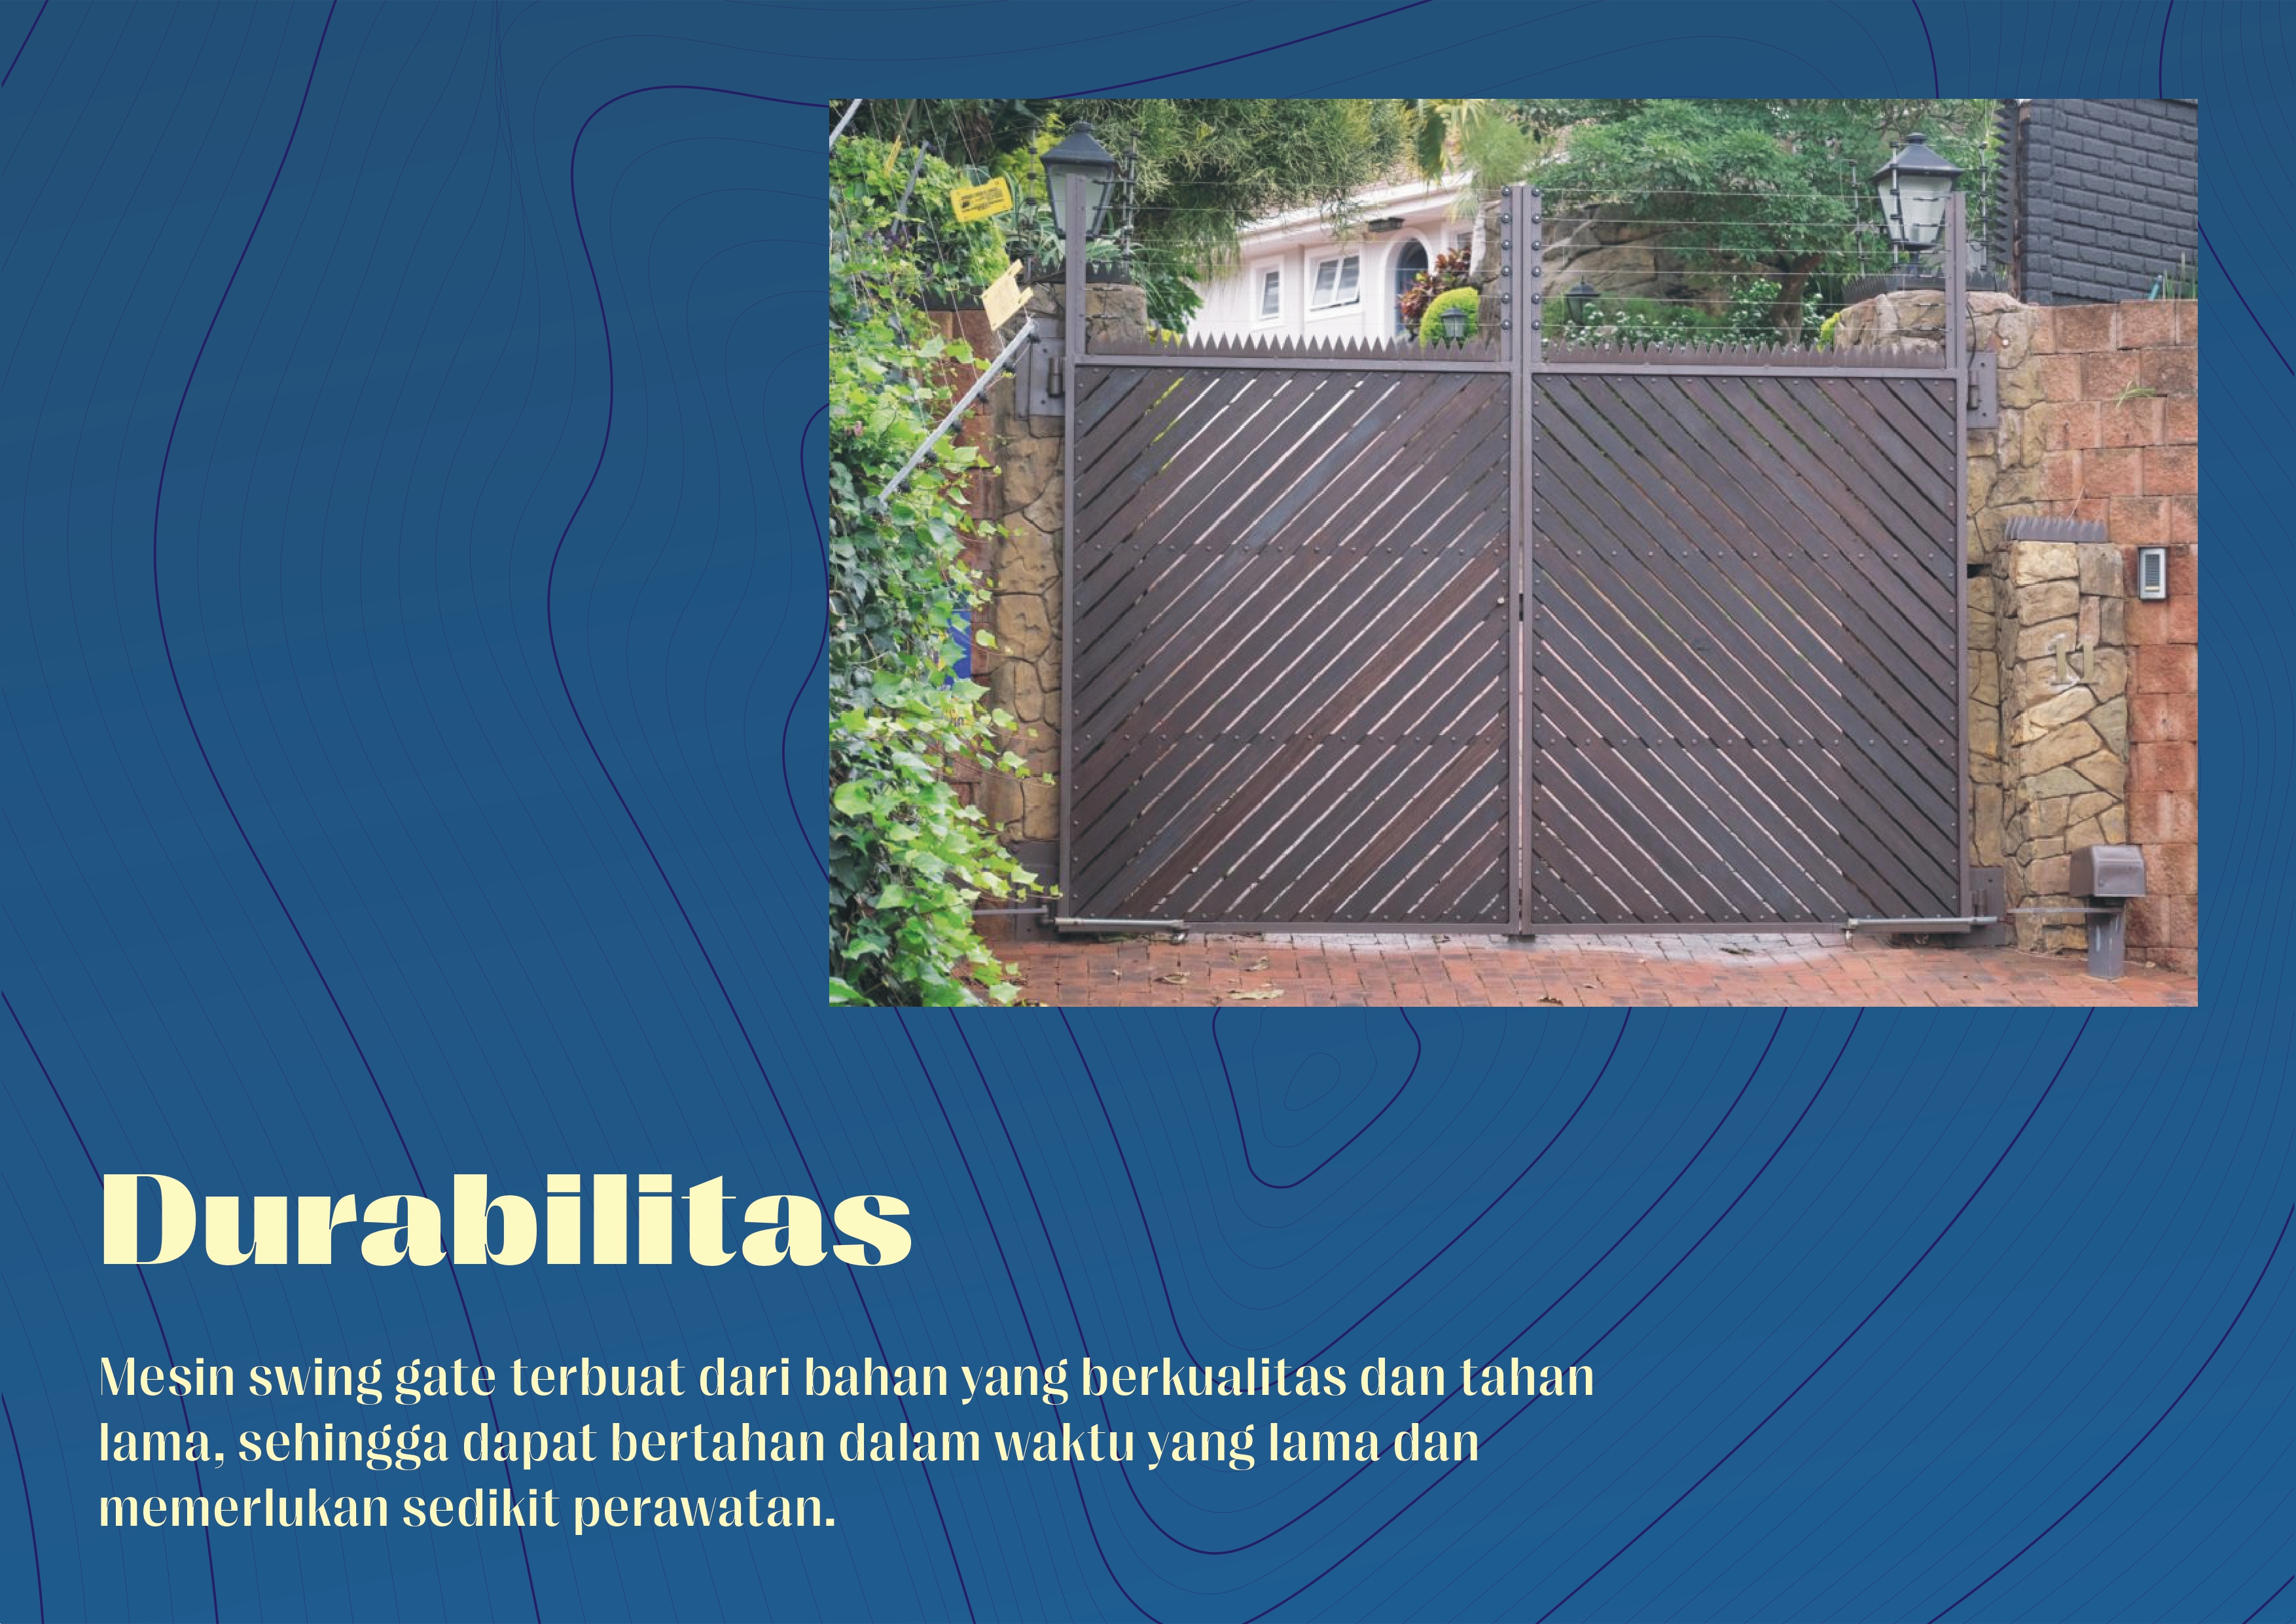 11
Durabilitas
Mesin swing gate terbuat dari bahan yang berkualitas dan tahan
lama, sehingga dapat bertahan dalam waktu yang lama dan
memerlukan sedikit perawatan.